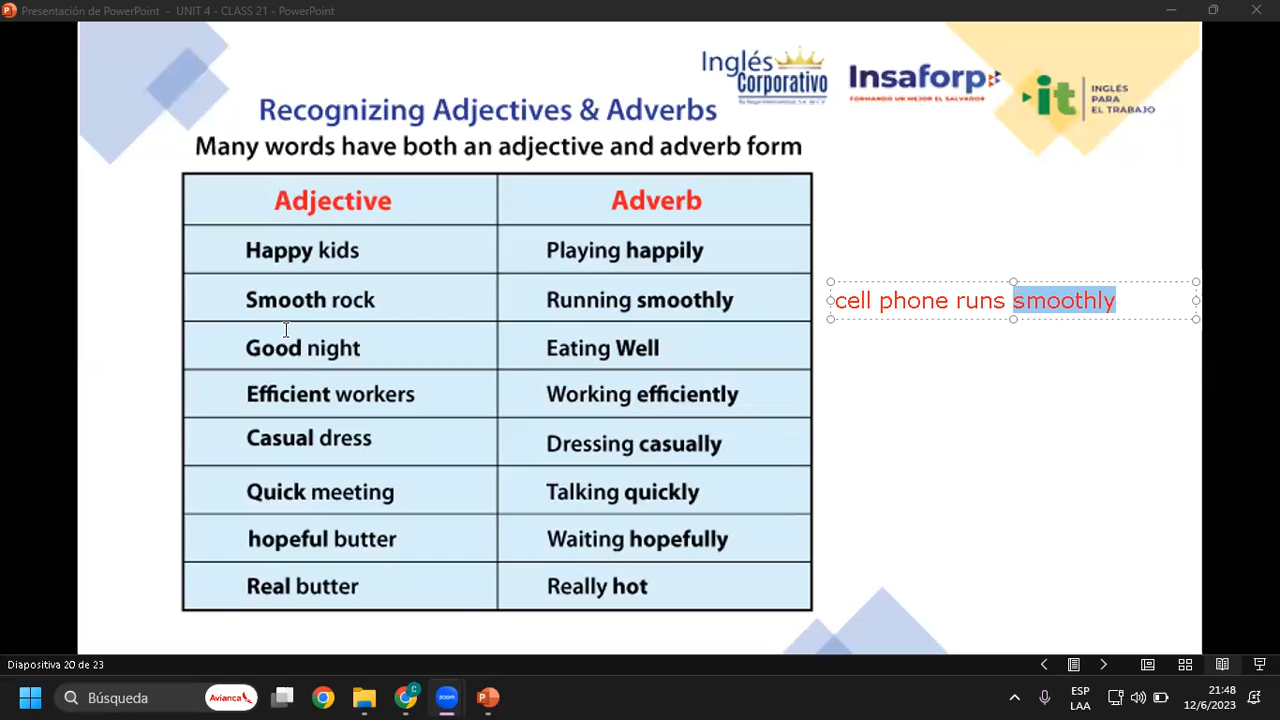 Presentación de PowerPoint - UNIT 4 - CLASS 21 - PowerPoint
Inglés
Corporativo
Insaforp
FORMANDO UN MEJOR EL SALVADOR
it
INGLÉS
PARA
EL TRABAJO
Recognizing Adjectives & Adverbs
Many words have both an adjective and adverb form
Adjective Adverb
Happy kids Playing happily
Smooth rock Running smoothly
cell phone runs smoothly
Good night Eating Well
Efficient workers Working efficiently
Casual dress Dressing casually
Quick meeting Talking quickly
hopeful butter Waiting hopefully
Real butter Really hot
Diapositiva 20 de 23
Búsqueda
Avianca
C
zoom
ESP
LAA
21:48
12/6/2023